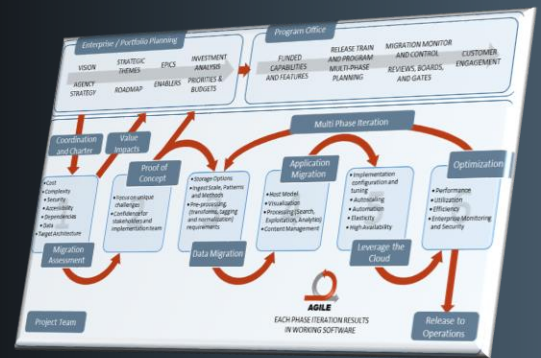 Enterprise / Portfolio Planning
VISION
STRATEGIC
THEMES
EPICS
INVESTMENT
ANALYSIS
AGENCY
STRATEGY
ROADMAP
ENABLERS
PRIORITIES &
BUDGETS
Program Office
FUNDED
CAPABILITIES
AND FEATURES
RELEASE TRAIN
AND PROGRAM
MULTI-PHASE
PLANNING
MIGRATION MONITOR
AND CONTROL
REVIEWS, BOARDS,
AND GATES
CUSTOMER
ENGAGEMENT
Coordination
and Charter
Value
Impacts
Multi Phase Iteration
• Cost
• Complexity
• Security
• Accessibility
• Dependencies
• Data
• Target Architecture
Migration
Assessment
Proof of
Concept
• Focus on unique
challenges
• Confidence for
stakeholders and
implementation team
• Storage Options
• Ingest Scale, Patterns
and Methods
• Pre-processing,
(transforms, tagging
and normalization)
requirements
Data Migration
Application
Migration
• Host Model
• Visualization
• Processing (Search,
Exploitation, Analytics)
• Content Management
• Implementation
configuration and
tuning
• Autoscaling
• Automation
• Elasticity
• High Availability
Leverage the
Cloud
Optimization
• Performance
• Utilization
• Efficiency
• Enterprise Monitoring
and Security
AGILE
EACH PHASE ITERATION RESULTS
IN WORKING SOFTWARE
Project Team
Release to
Operations